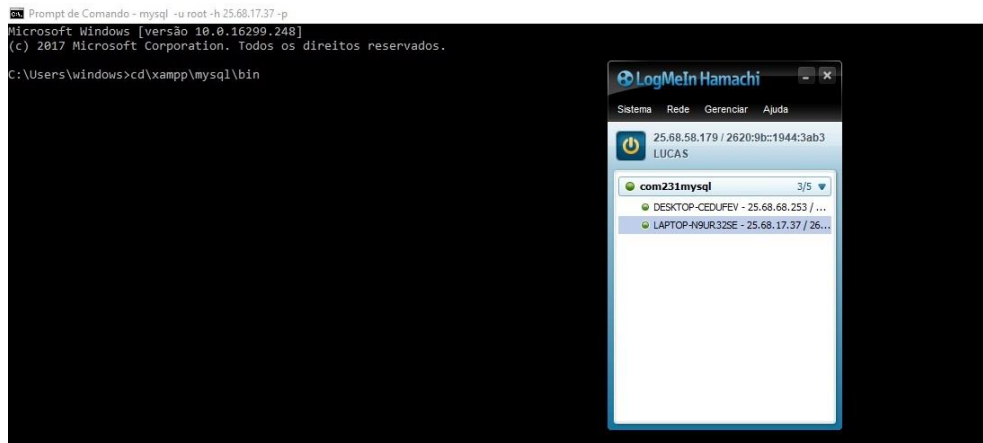 Prompt de Comando - mysql -u root -h 25.68.17.37 -p
Microsoft Windows [versão 10.0.16299.248]
(c) 2017 Microsoft Corporation. Todos os direitos reservados.
C:\Users\windows>cd\xampp\mysql\bin
LogMeIn Hamachi
Sistema Rede Gerenciar Ajuda
25.68.58.179 / 2620:9b::1944:3ab3
LUCAS
com231mysql 3/5
DESKTOP-CEDUFEV - 25.68.68.253 / ...
LAPTOP-N9UR32SE - 25.68.17.37 / 26...